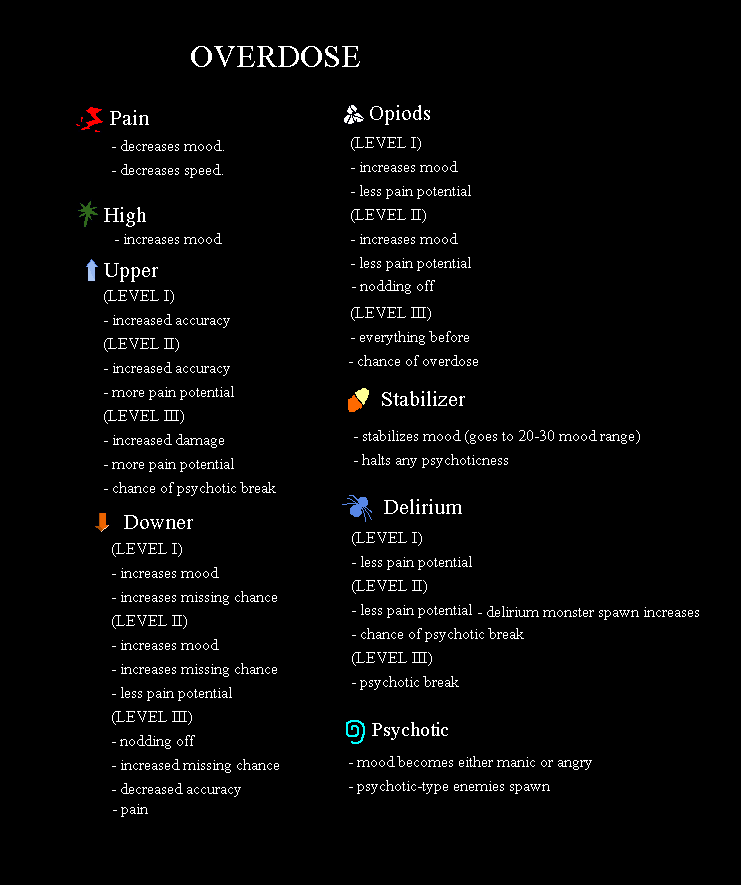 OVERDOSE
Pain
- decreases mood.
- decreases speed.
High
- increases mood
Upper
(LEVEL I)
- increased accuracy
(LEVEL II)
- increased accuracy
- more pain potential
(LEVEL III)
- increased damage
- more pain potential
- chance of psychotic break
Downer
(LEVEL I)
- increases mood
- increases missing chance
(LEVEL II)
- increases mood
- increases missing chance
- less pain potential
(LEVEL III)
- nodding off
- increased missing chance
- decreased accuracy
- pain
Opiods
(LEVEL I)
- increases mood
- less pain potential
(LEVEL II)
- increases mood
- less pain potential
- nodding off
(LEVEL III)
- everything before
- chance of overdose
Stabilizer
- stabilizes mood (goes to 20-30 mood range)
- halts any psychoticness
Delirium
(LEVEL I)
- less pain potential
(LEVEL II)
- less pain potential - delirium monster spawn increases
- chance of psychotic break
(LEVEL III)
- psychotic break
Psychotic
- mood becomes either manic or angry
- psychotic-type enemies spawn